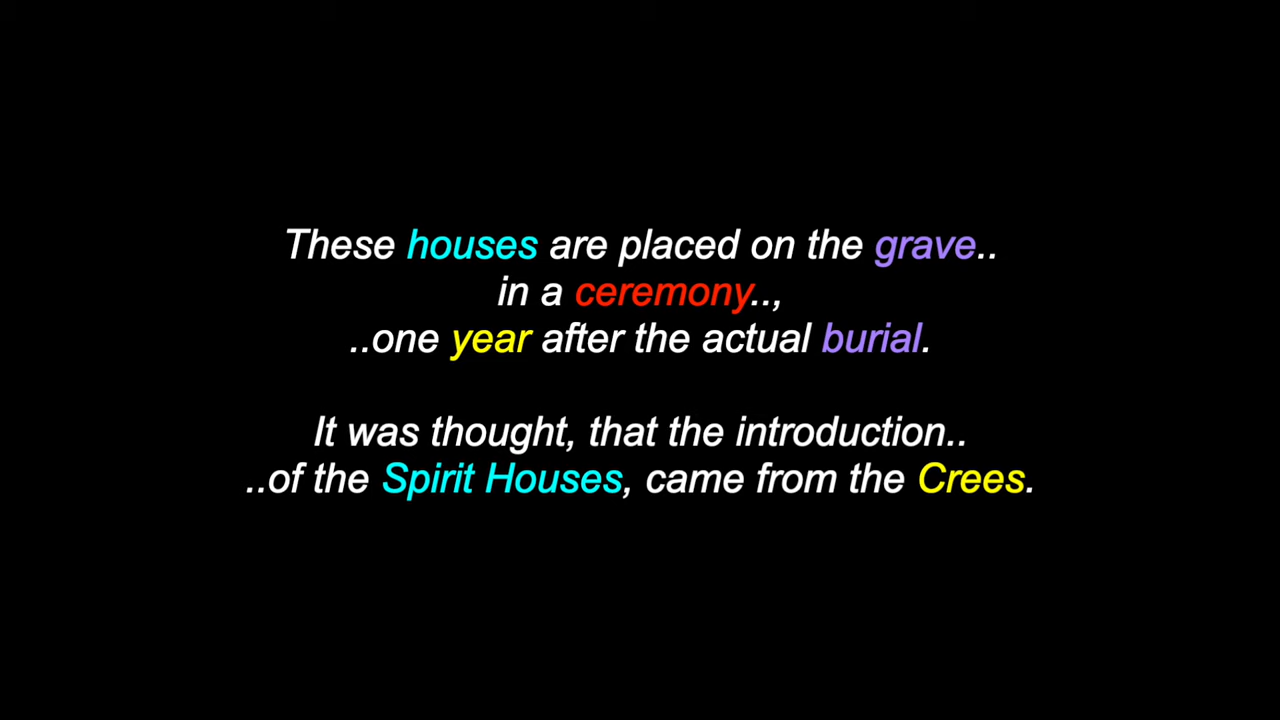 These houses are placed on the grave..
in a ceremony..,
..one year after the actual burial.
It was thought, that the introduction..
..of the Spirit Houses, came from the Crees.